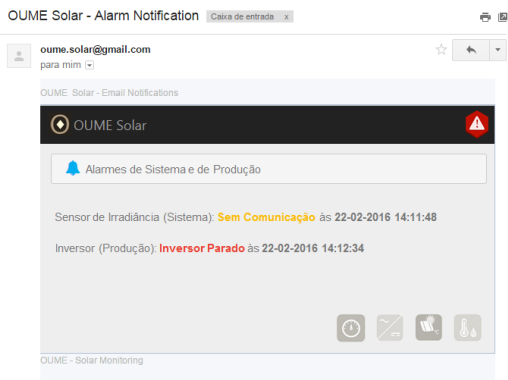 OUME Solar - Alarm Notification Caixa de entrada x
oume.solar@gmail.com
para mim
OUME Solar - Email Notifications
OUME Solar
Alarmes de Sistema e de Produção
Sensor de Irradiância (Sistema): Sem Comunicação às 22-02-2016 14:11:48
Inversor (Produção): Inversor Parado às 22-02-2016 14:12:34
OUME - Solar Monitoring